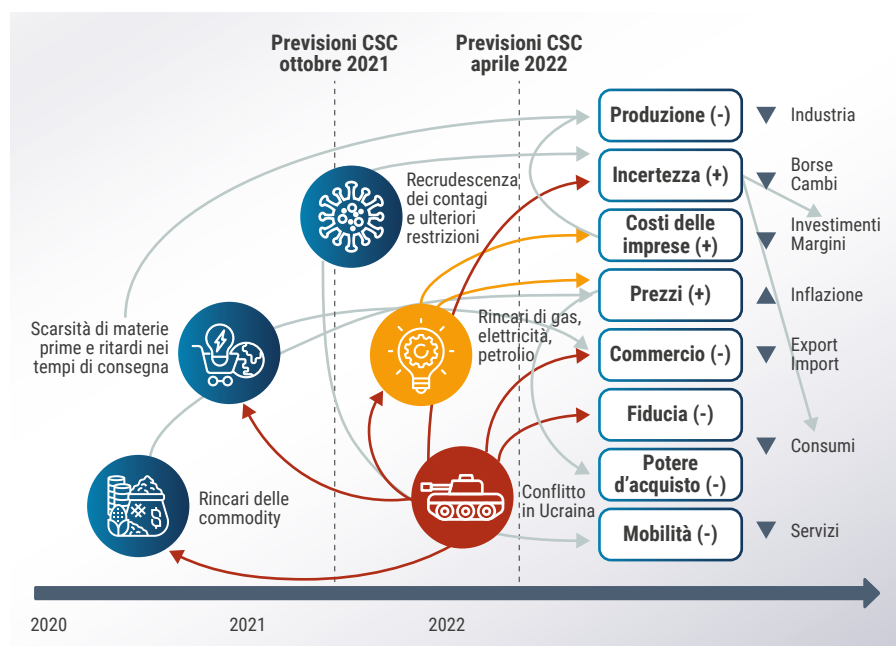 Previsioni CSC
ottobre 2021
Previsioni CSC
aprile 2022
Produzione (-)
Industria
Incertezza (+)
Borse
Cambi
Costi delle
imprese (+)
Investimenti
Margini
Prezzi (+)
Inflazione
Commercio (-)
Export
Import
Fiducia (-)
Consumi
Potere
d'acquisto (-)
Mobilità (-)
Servizi
Recrudescenza
dei contagi
e ulteriori
restrizioni
Scarsità di materie
prime e ritardi nei
tempi di consegna
Rincari di gas,
elettricità,
petrolio
Rincari delle
commodity
Conflitto
in Ucraina
2020
2021
2022